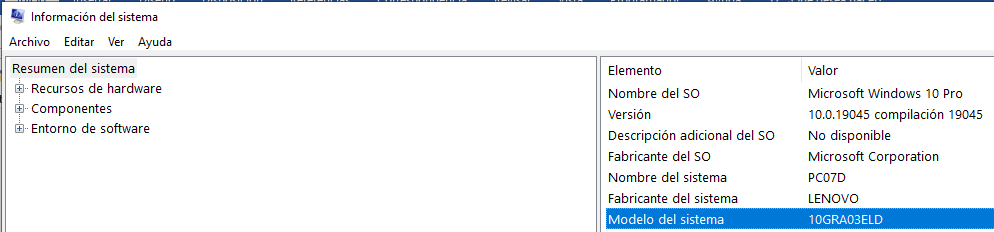 Información del sistema
Archivo Editar Ver Ayuda
Resumen del sistema
Recursos de hardware
Componentes
Entorno de software
Elemento Valor
Nombre del SO Microsoft Windows 10 Pro
Versión 10.0.19045 compilación 19045
Descripción adicional del SO No disponible
Fabricante del SO Microsoft Corporation
Nombre del sistema PC07D
Fabricante del sistema LENOVO
Modelo del sistema 10GRA03ELD